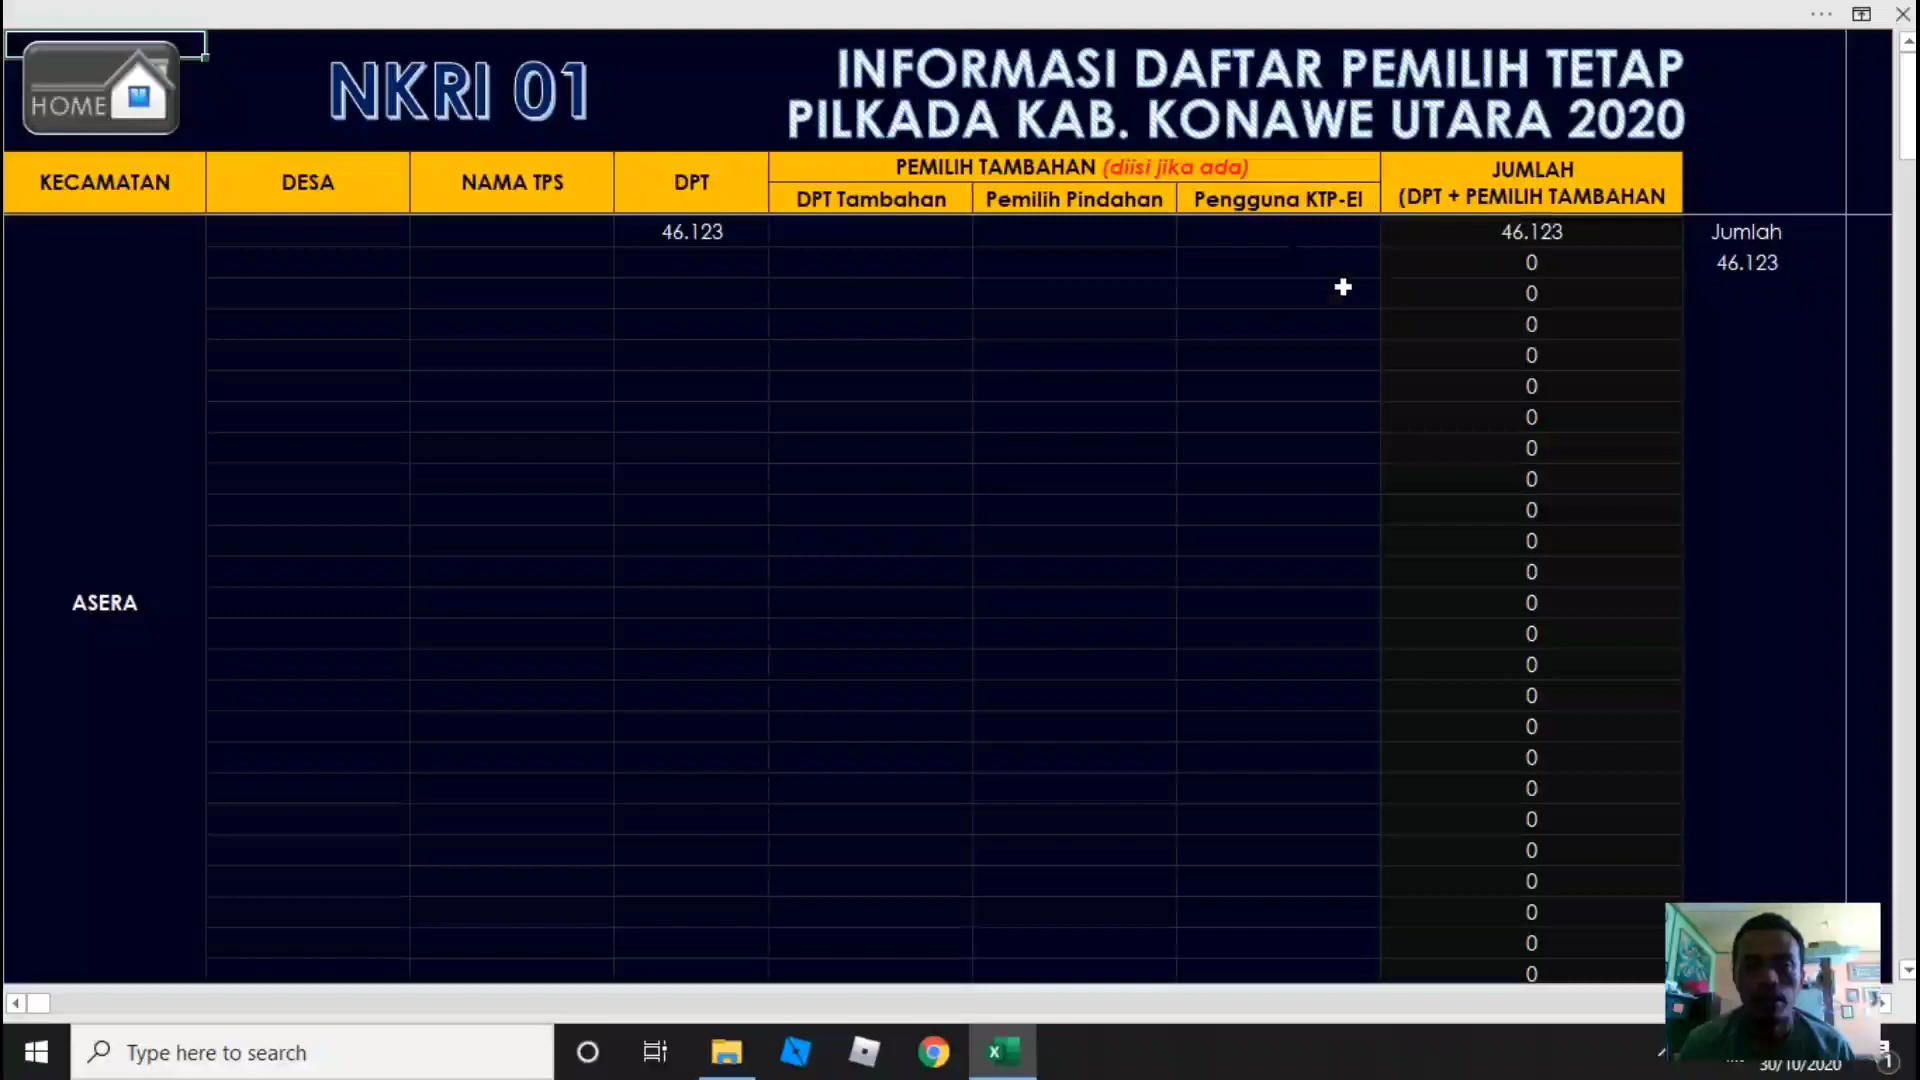 HOME
NKRI 01
INFORMASI DAFTAR PEMILIH TETAP
PILKADA KAB. KONAWE UTARA 2020
KECAMATAN
DESA
NAMA TPS
DPT
PEMILIH TAMBAHAN (diisi jika ada)
DPT Tambahan
Pemilih Pindahan
Pengguna KTP-El
JUMLAH
(DPT + PEMILIH TAMBAHAN
46.123
46.123
Jumlah
0
46.123
0
0
0
0
0
0
0
0
0
0
ASERA
0
0
0
0
0
0
0
0
0
0
0
0
0
Type here to search
30/10/2020
1